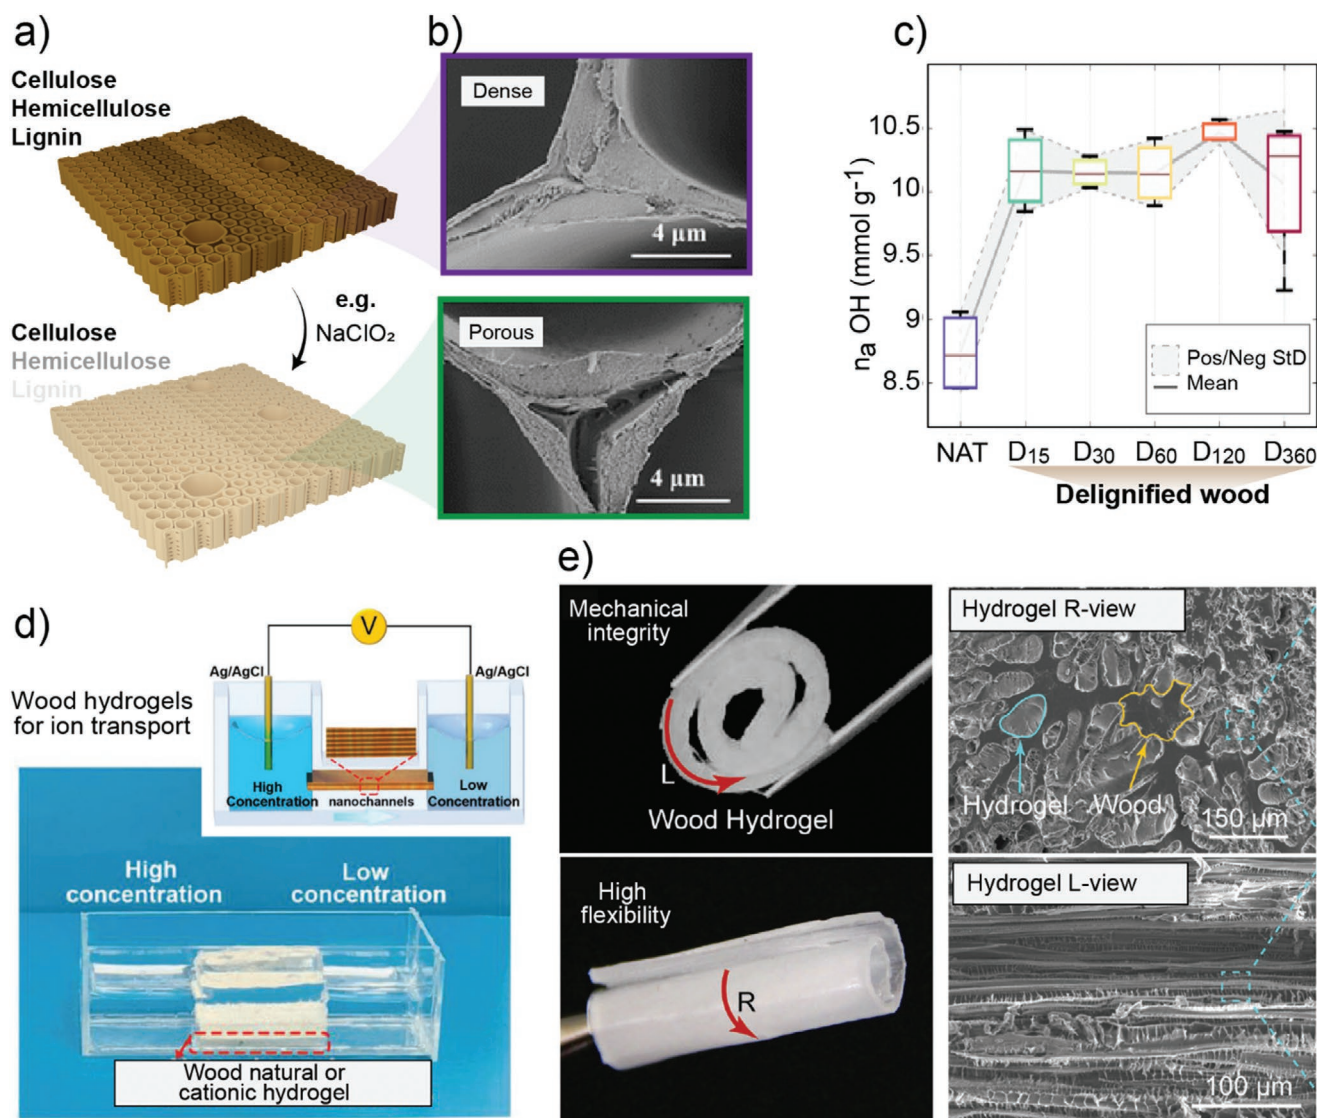 a)
Cellulose
Hemicellulose
Lignin
e.g.
NaClO₂
Cellulose
Hemicellulose
Lignin
b)
Dense
4 µm
Porous
4 µm
c)
nₐ OH (mmol g⁻¹)
10.5
10
9.5
9
8.5
Pos/Neg StD
Mean
NAT D₁₅ D₃₀ D₆₀ D₁₂₀ D₃₆₀
Delignified wood
d)
Wood hydrogels
for ion transport
V
Ag/AgCl Ag/AgCl
High
Concentration
nanochannels
Low
Concentration
High
concentration
Low
concentration
Wood natural or
cationic hydrogel
e)
Mechanical
integrity
L
Wood Hydrogel
Hydrogel R-view
Hydrogel Wood
150 µm
High
flexibility
R
Hydrogel L-view
100 µm